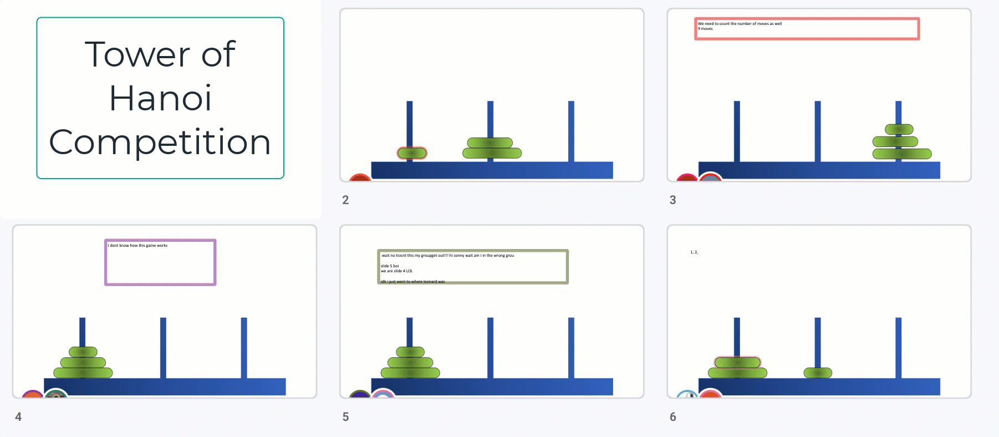 Tower of
Hanoi
Competition
2
We need to count the number of moves as well
9 moves
3
I dont know how this game works
4
wait no tiosnt this my groupget out!!! hi sonny wait am i in the wrong grou
slide 5 boi
we are slide 4 LOL
idk i just went to where leonard was
5
1, 2,
6